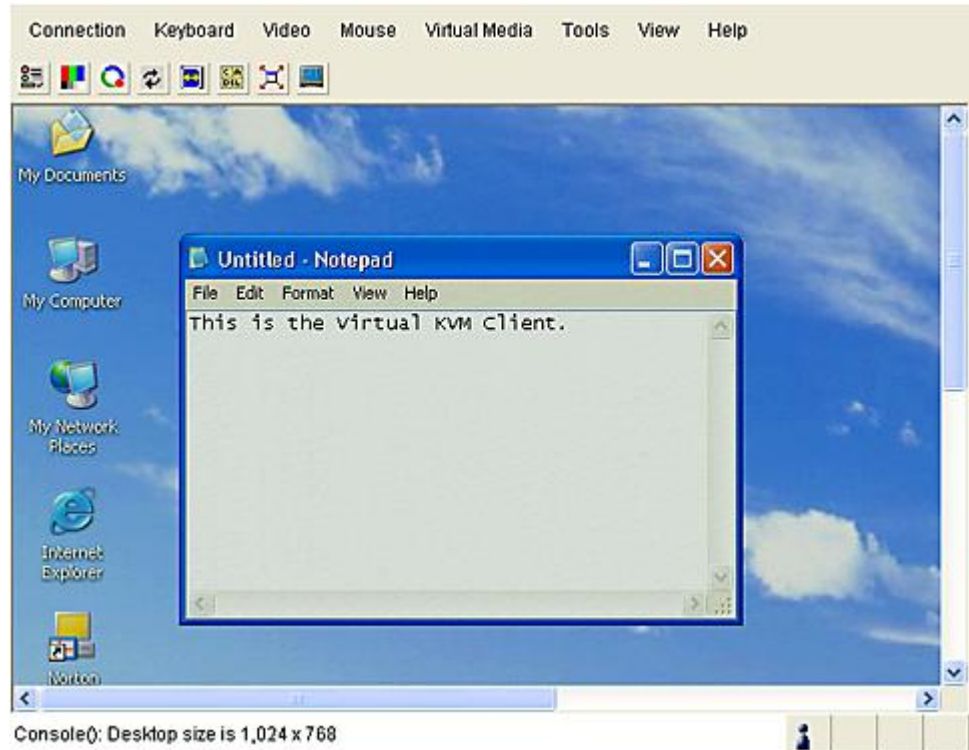 Connection Keyboard Video Mouse Virtual Media Tools View Help
My Documents
Untitled - Notepad
My Computer
File Edit Format View Help
This is the Virtual KVM Client.
My Network
Places
Internet
Explorer
Norton
Console(): Desktop size is 1,024 x 768